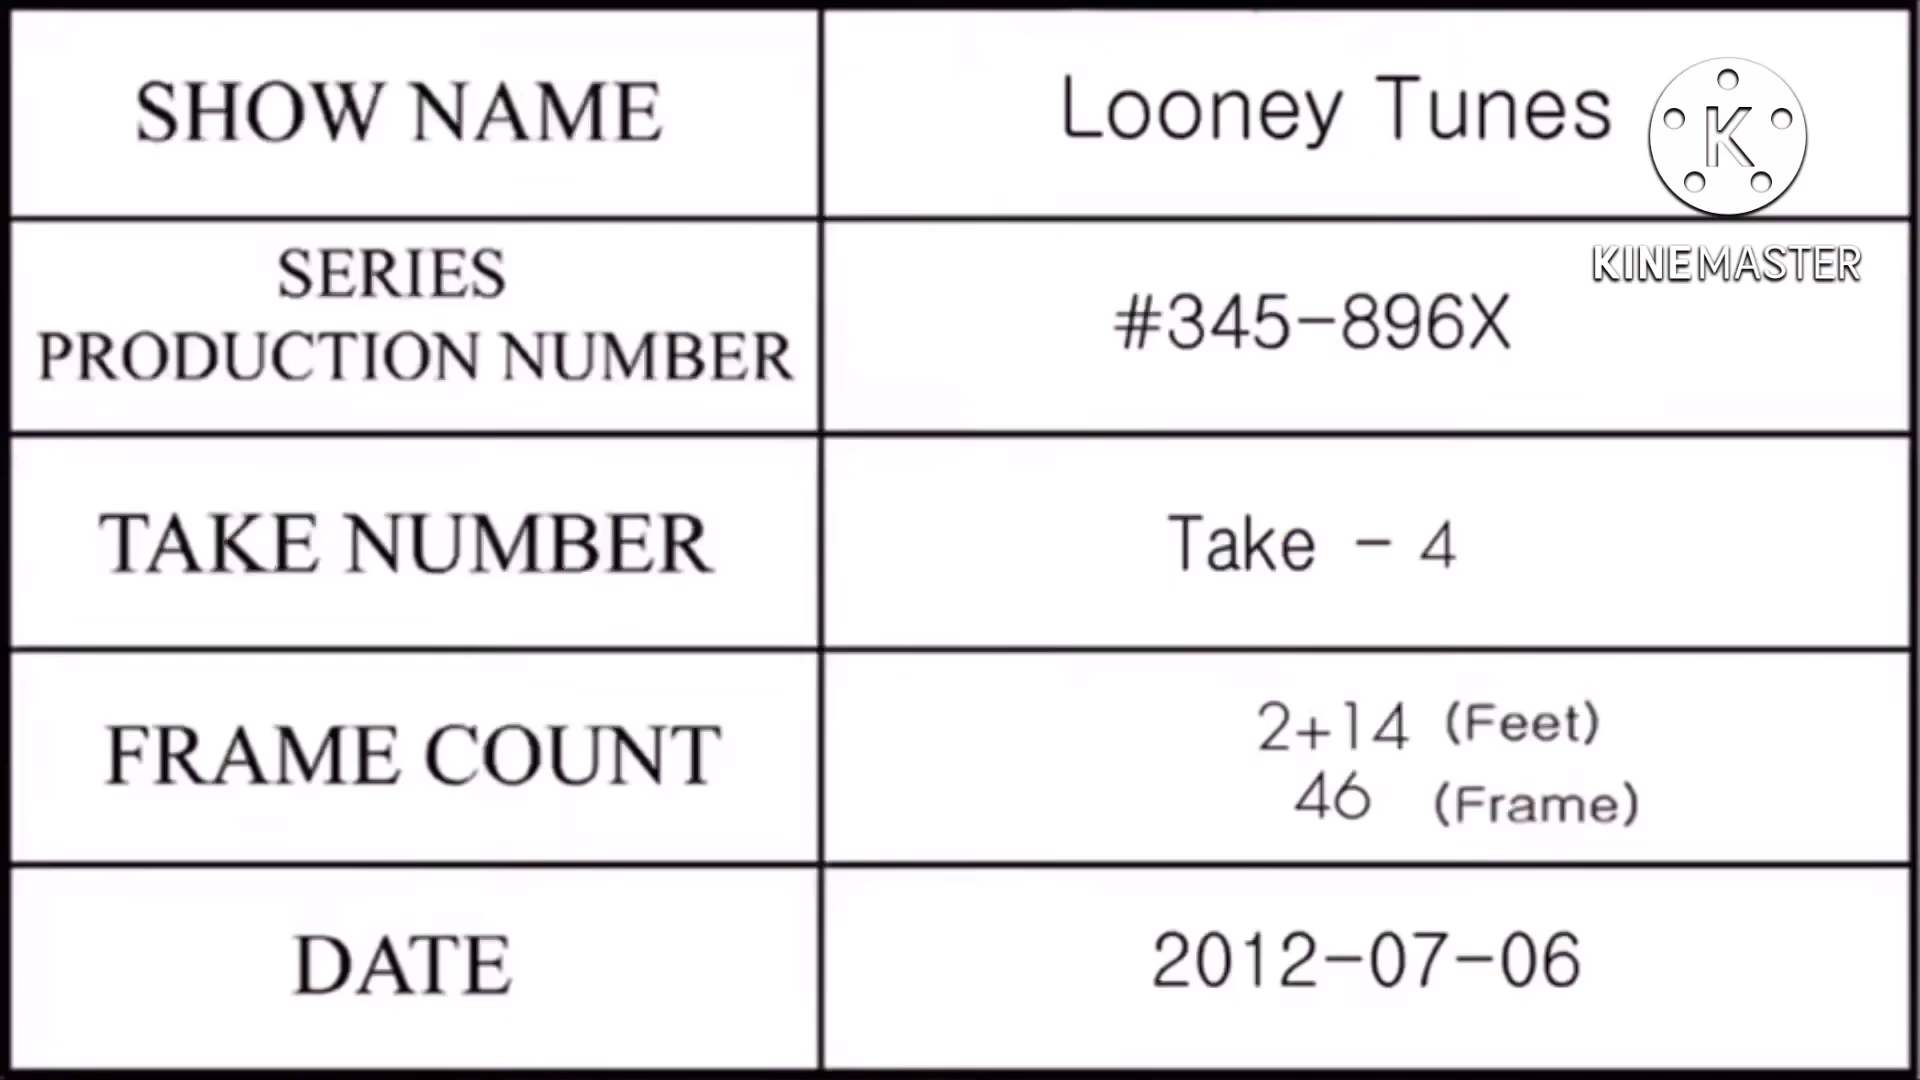 SHOW NAME
Looney Tunes
K
KINEMASTER
SERIES
PRODUCTION NUMBER
#345-896X
TAKE NUMBER
Take - 4
FRAME COUNT
2+14 (Feet)
46 (Frame)
DATE
2012-07-06